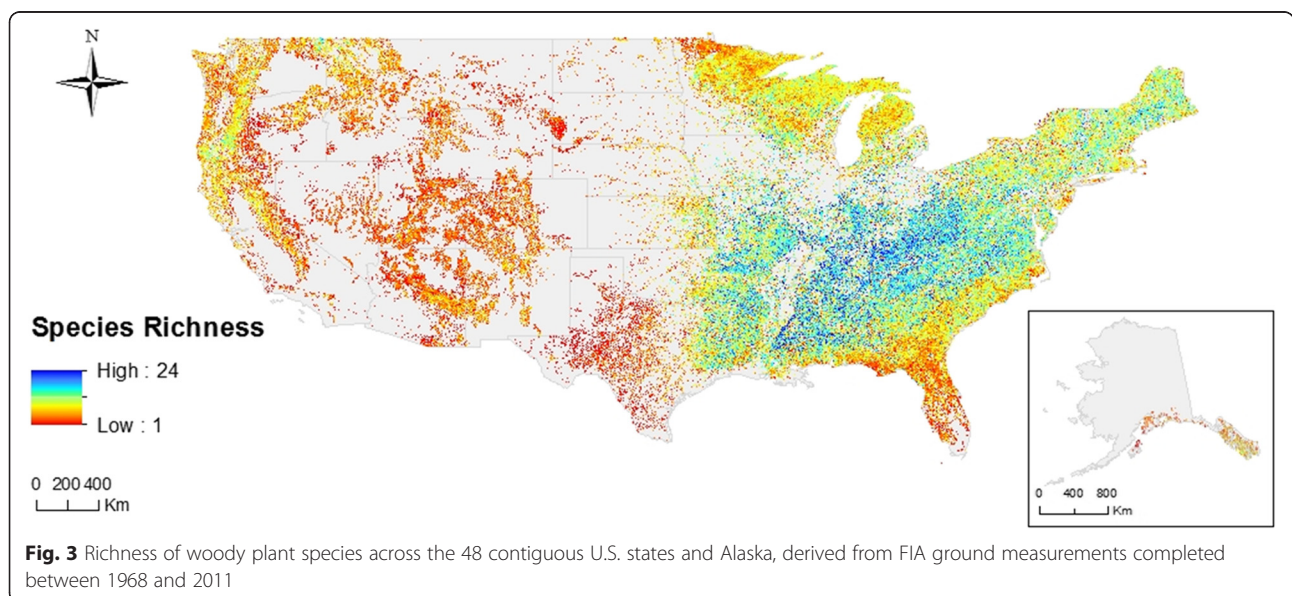 N
Species Richness
High : 24
Low : 1
0 200 400
Km
0 400 800
Km
Fig. 3 Richness of woody plant species across the 48 contiguous U.S. states and Alaska, derived from FIA ground measurements completed
between 1968 and 2011